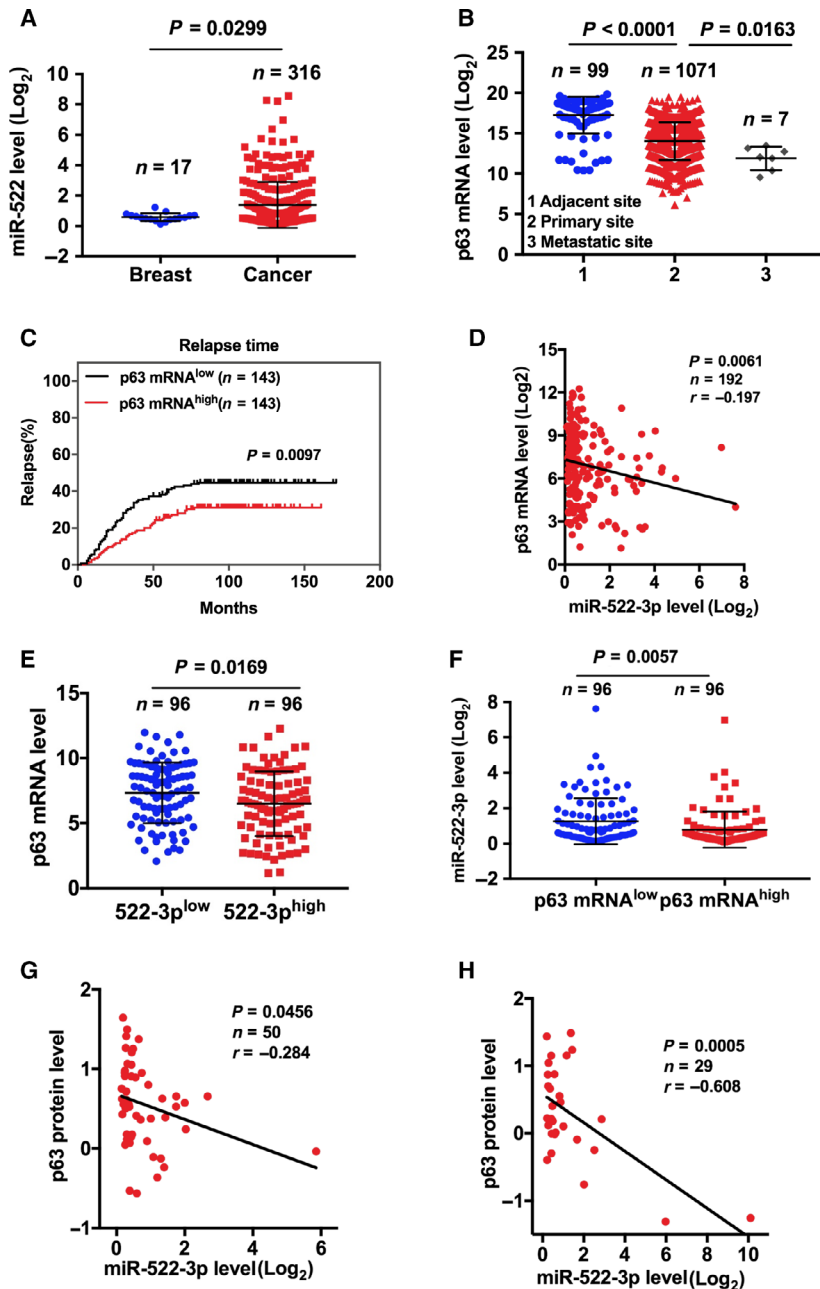 A
P = 0.0299
n = 316
n = 17
miR-522 level (Log2)
10
8
6
4
2
0
−2
Breast
Cancer
B
P < 0.0001
P = 0.0163
n = 99
n = 1071
n = 7
p63 mRNA level (Log2)
25
20
15
10
5
0
1 Adjacent site
2 Primary site
3 Metastatic site
1
2
3
C
Relapse time
p63 mRNAlow (n = 143)
p63 mRNAhigh(n = 143)
P = 0.0097
Relapse(%)
100
80
60
40
20
0
0
50
100
150
200
Months
D
P = 0.0061
n = 192
r = −0.197
p63 mRNA level (Log2)
15
12
9
6
3
0
0
2
4
6
8
miR-522-3p level (Log2)
E
P = 0.0169
n = 96
n = 96
p63 mRNA level
15
10
5
0
522-3plow
522-3phigh
F
P = 0.0057
n = 96
n = 96
miR-522-3p level (Log2)
8
6
4
2
0
−2
p63 mRNAlow p63 mRNAhigh
G
P = 0.0456
n = 50
r = −0.284
p63 protein level
2
1
0
−1
0
2
4
6
miR-522-3p level(Log2)
H
P = 0.0005
n = 29
r = −0.608
p63 protein level
2
1
0
−1
0
2
4
6
8
10
miR-522-3p level(Log2)